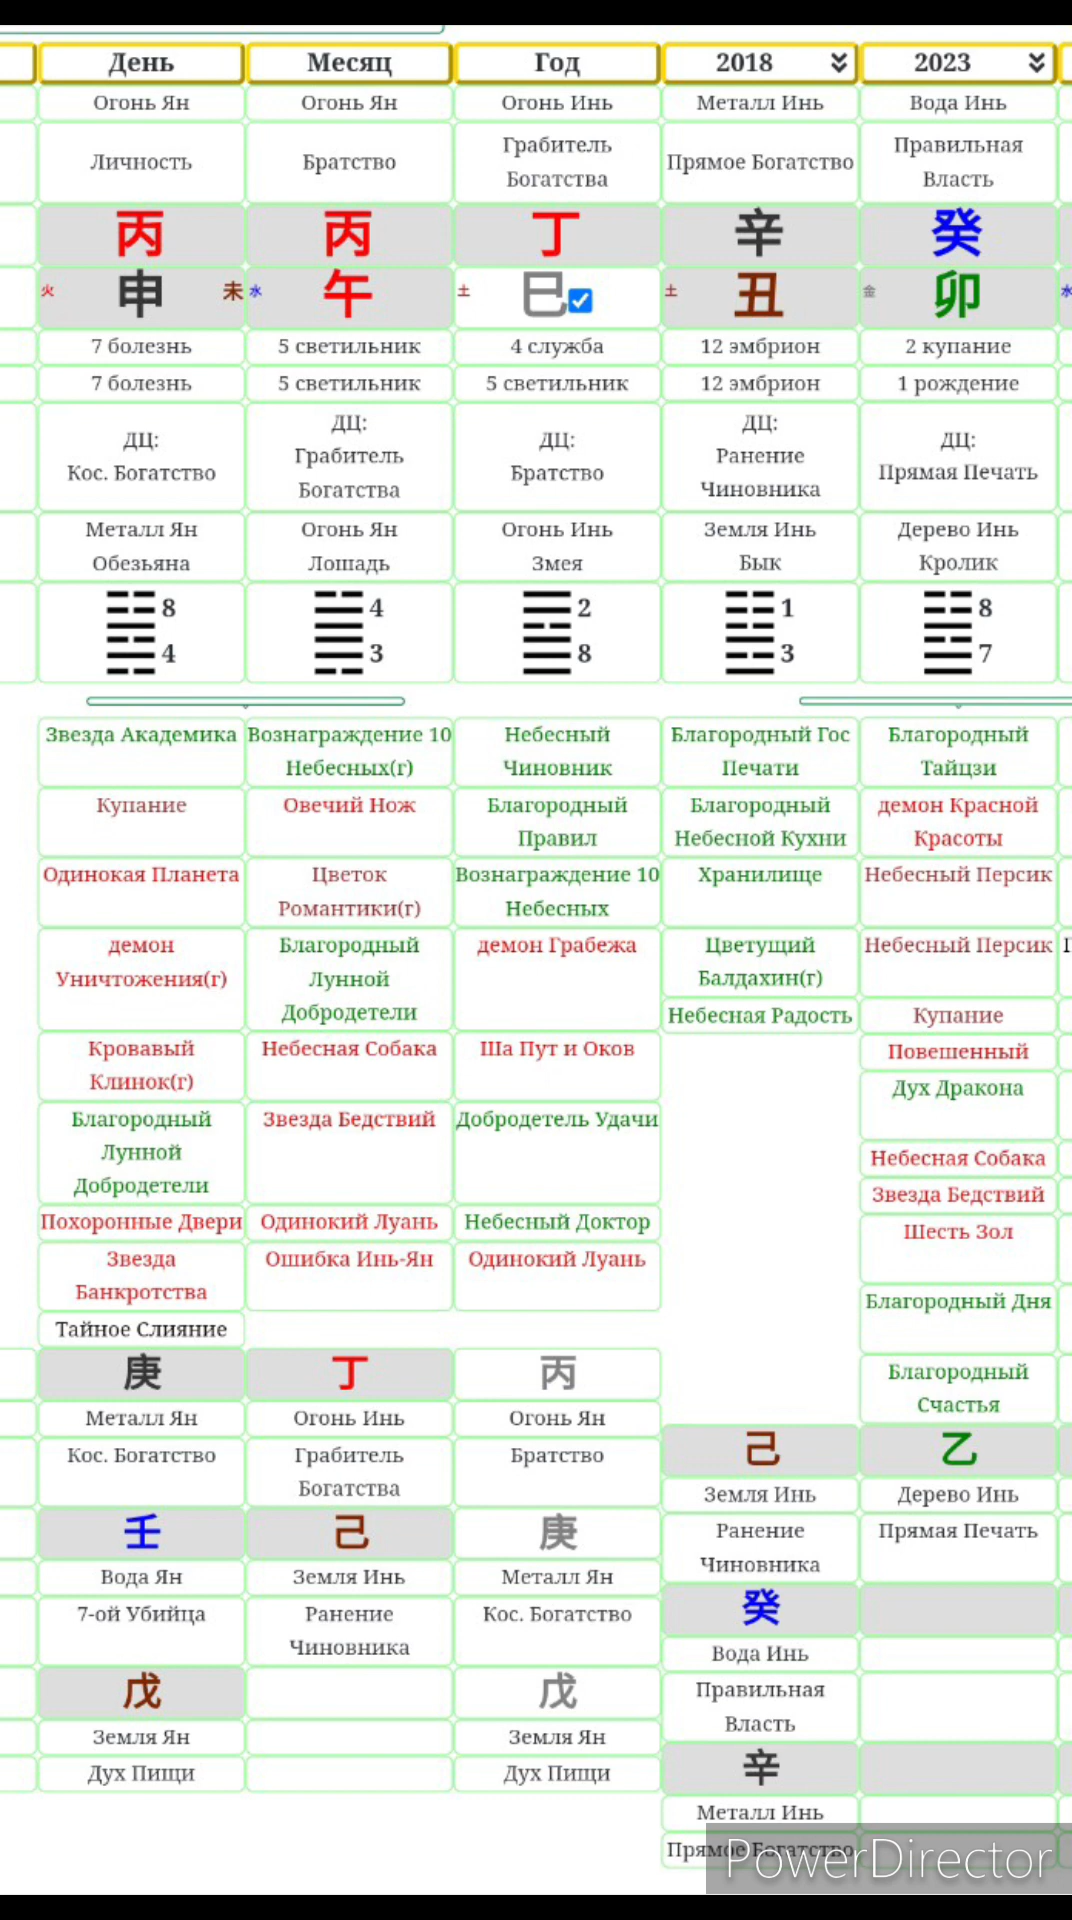 День Месяц Год 2018 2023
Огонь Ян Огонь Ян Огонь Инь Металл Инь Вода Инь
Личность Братство Грабитель Богатства Прямое Богатство Правильная Власть
丙 丙 丁 辛 癸
火 申 未 水 午 土 巳 土 丑 金 卯 水
7 болезнь 5 светильник 4 служба 12 эмбрион 2 купание
7 болезнь 5 светильник 5 светильник 12 эмбрион 1 рождение
ДЦ: Кос. Богатство ДЦ: Грабитель Богатства ДЦ: Братство ДЦ: Ранение Чиновника ДЦ: Прямая Печать
Металл Ян Обезьяна Огонь Ян Лошадь Огонь Инь Змея Земля Инь Бык Дерево Инь Кролик
8 4 2 1 8
4 3 8 3 7
Звезда Академика Вознаграждение 10 Небесных(г) Небесный Чиновник Благородный Гос Печати Благородный Тайцзи
Купание Овечий Нож Благородный Правил Благородный Небесной Кухни демон Красной Красоты
Одинокая Планета Цветок Романтики(г) Вознаграждение 10 Небесных Хранилище Небесный Персик
демон Уничтожения(г) Благородный Лунной Добродетели демон Грабежа Цветущий Балдахин(г) Небесный Персик
Небесная Радость Купание
Кровавый Клинок(г) Небесная Собака Ша Пут и Оков Повешенный
Дух Дракона
Благородный Лунной Добродетели Звезда Бедствий Добродетель Удачи Небесная Собака
Звезда Бедствий
Похоронные Двери Одинокий Луань Небесный Доктор Шесть Зол
Звезда Банкротства Ошибка Инь-Ян Одинокий Луань Благородный Дня
Тайное Слияние
庚 丁 丙 Благородный Счастья
Металл Ян Огонь Инь Огонь Ян
Кос. Богатство Грабитель Богатства Братство 己 乙
Земля Инь Дерево Инь
壬 己 庚 Ранение Чиновника Прямая Печать
Вода Ян Земля Инь Металл Ян
7-ой Убийца Ранение Чиновника Кос. Богатство 癸
Вода Инь
戊 戊 Правильная Власть
Земля Ян Земля Ян
Дух Пищи Дух Пищи 辛
Металл Инь
Прямое Богатство
PowerDirector